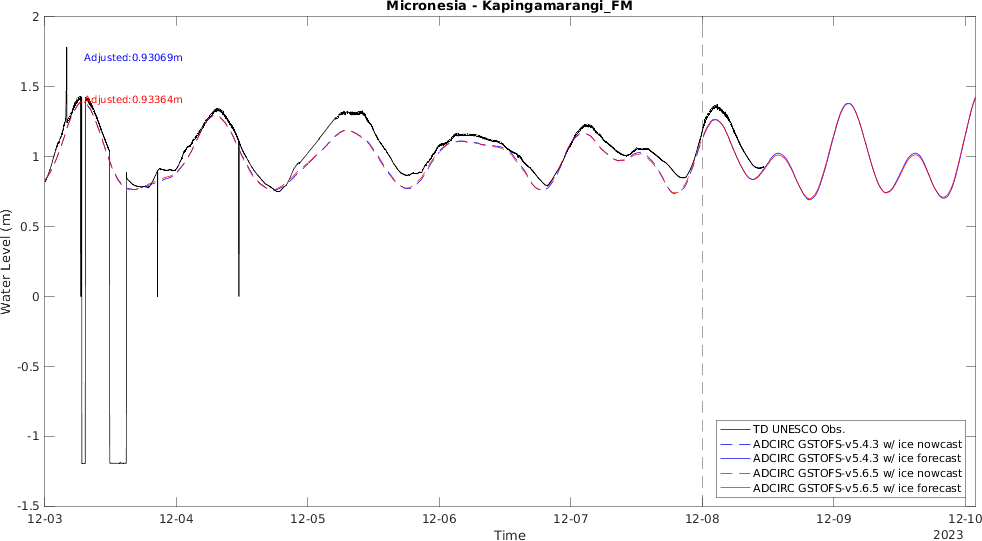 Micronesia - Kapingamarangi_FM
Adjusted:0.93069m
Adjusted:0.93364m
Water Level (m)
2
1.5
1
0.5
0
-0.5
-1
-1.5
12-03 12-04 12-05 12-06 12-07 12-08 12-09 12-10
Time
2023
TD UNESCO Obs.
ADCIRC GSTOFS-v5.4.3 w/ ice nowcast
ADCIRC GSTOFS-v5.4.3 w/ ice forecast
ADCIRC GSTOFS-v5.6.5 w/ ice nowcast
ADCIRC GSTOFS-v5.6.5 w/ ice forecast